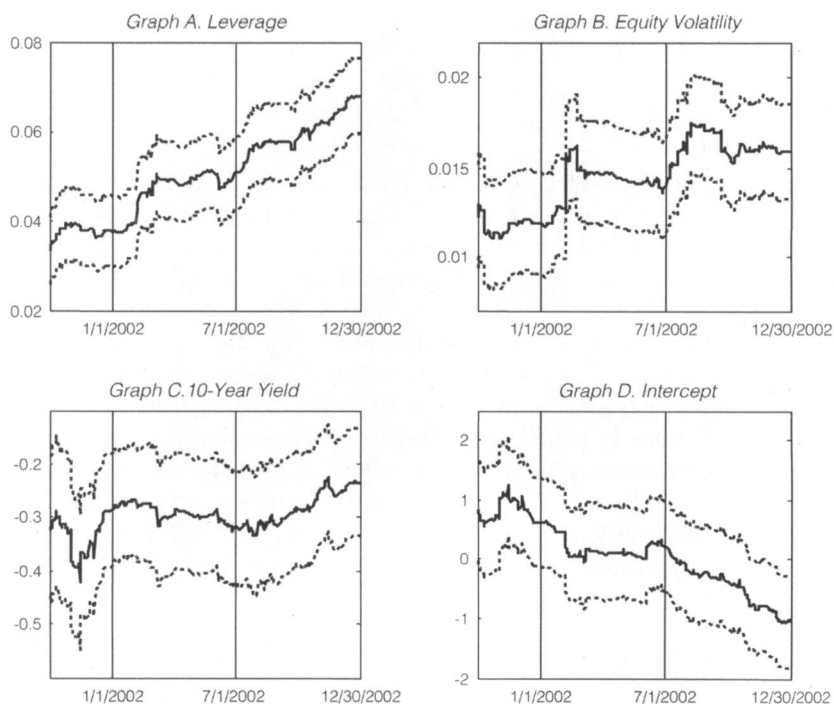 Graph A. Leverage
0.08
0.06
0.04
0.02
1/1/2002 7/1/2002 12/30/2002
Graph B. Equity Volatility
0.02
0.015
0.01
1/1/2002 7/1/2002 12/30/2002
Graph C.10-Year Yield
-0.2
-0.3
-0.4
-0.5
1/1/2002 7/1/2002 12/30/2002
Graph D. Intercept
2
1
0
-1
-2
1/1/2002 7/1/2002 12/30/2002